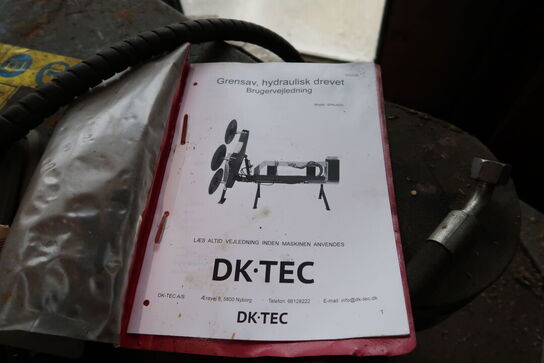 Grensav, hydraulisk drevet
Brugervejledning
LÆS ALTID VEJLEDNING INDEN MASKINEN ANVENDES
DK·TEC
DK-TEC A/S Ærøvej 8, 5800 Nyborg Telefon: 66128222 E-mail: info@dk-tec.dk
1
DK·TEC